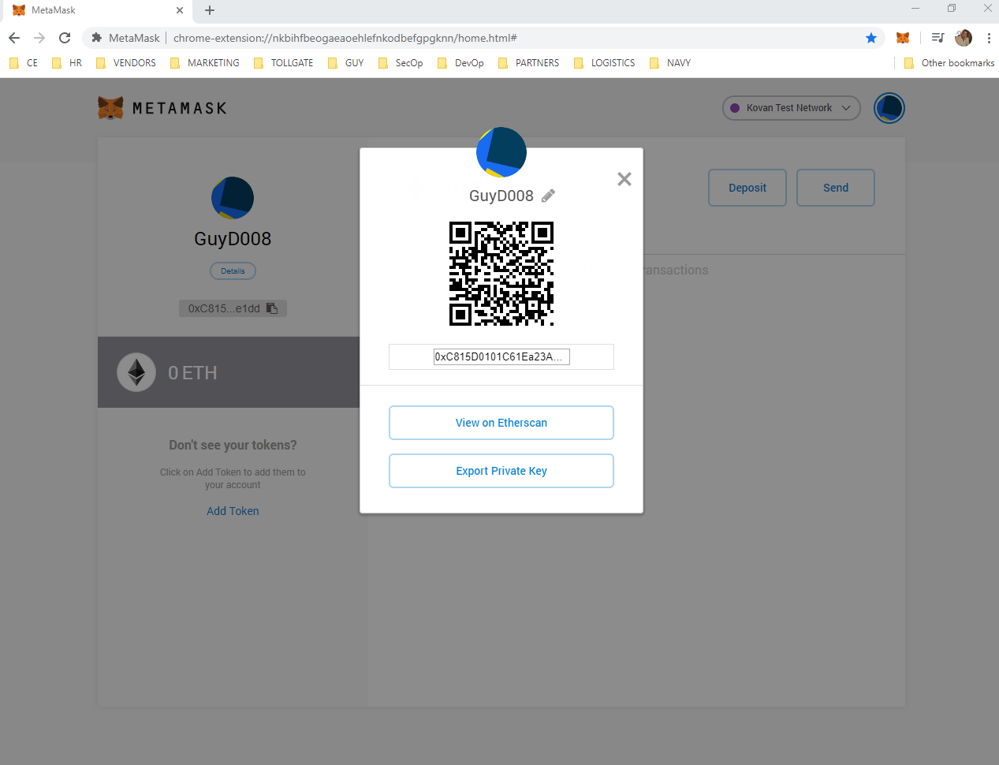 MetaMask
MetaMask chrome-extension://nkbihfbeogaeaoehlefnkodbefgpgknn/home.html#
CE HR VENDORS MARKETING TOLLGATE GUY SecOp DevOp PARTNERS LOGISTICS NAVY Other bookmarks
METAMASK
Kovan Test Network
GuyD008
Details
0xC815...e1dd
0 ETH
Don't see your tokens?
Click on Add Token to add them to
your account
Add Token
Deposit Send
ransactions
GuyD008
0xC815D0101C61Ea23A...
View on Etherscan
Export Private Key